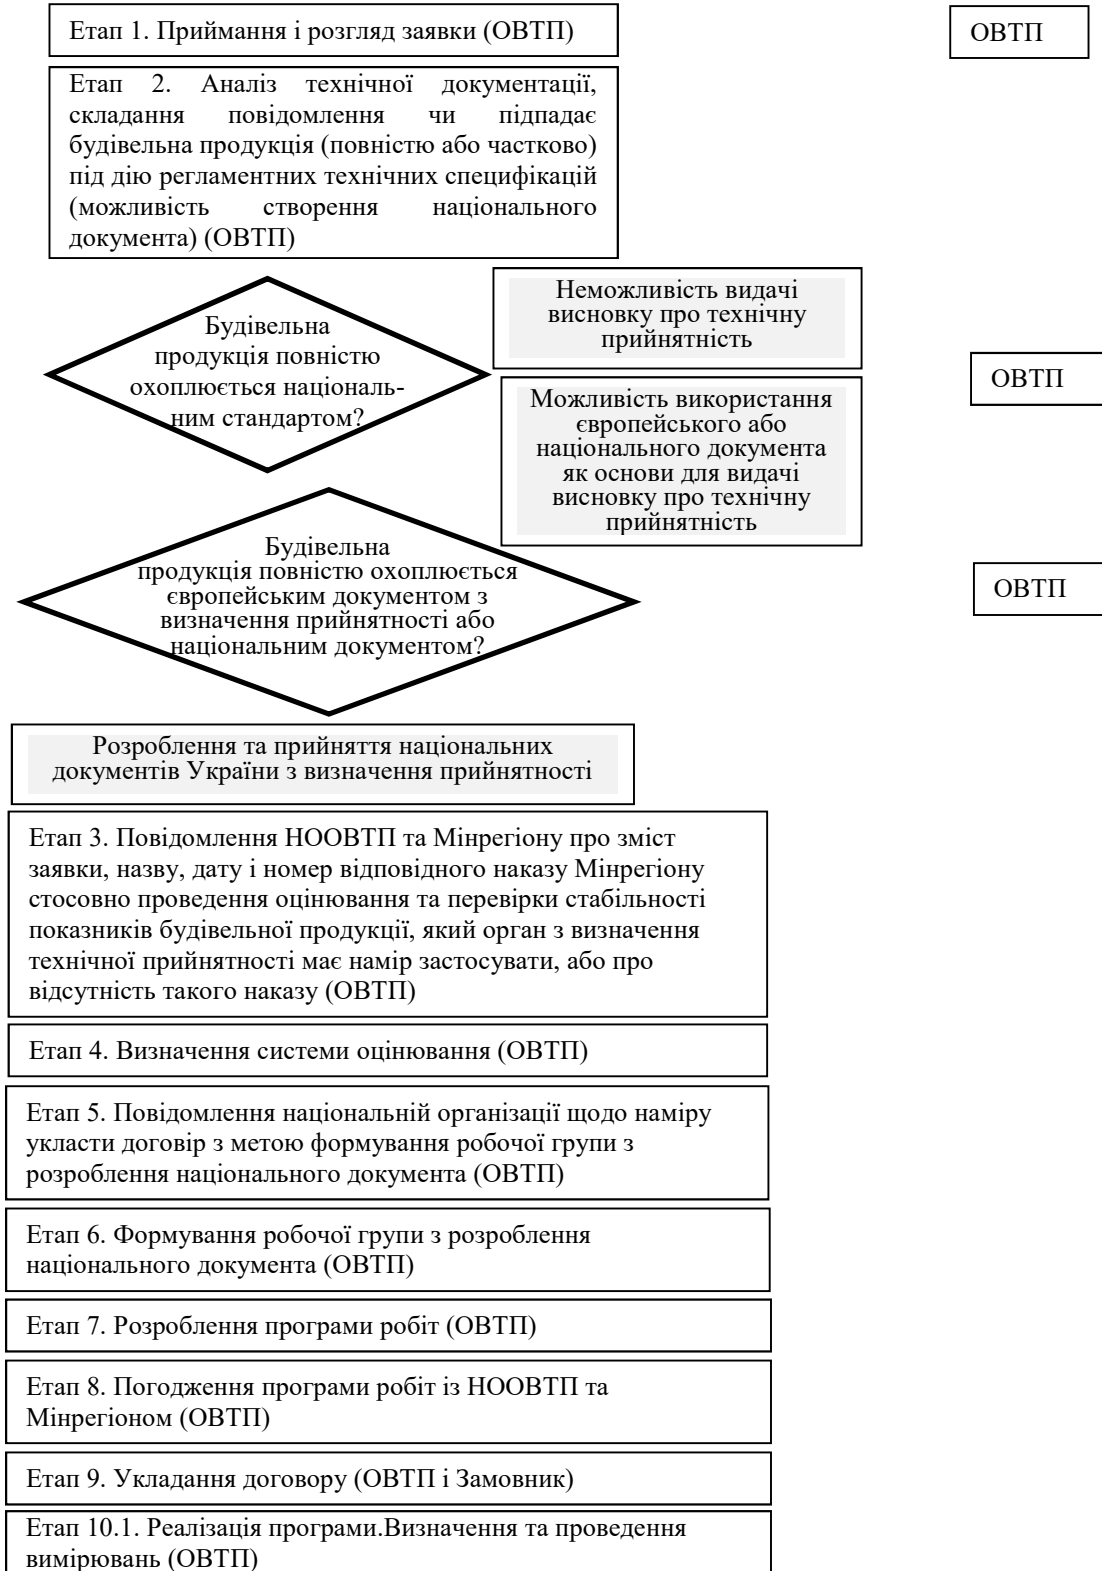 Етап 1. Приймання і розгляд заявки (ОВТП)
ОВТП
Етап 2. Аналіз технічної документації,
складання повідомлення чи підпадає
будівельна продукція (повністю або частково)
під дію регламентних технічних специфікацій
(можливість створення національного
документа) (ОВТП)
Будівельна
продукція повністю
охоплюється національ-
ним стандартом?
Неможливість видачі
висновку про технічну
прийнятність
ОВТП
Можливість використання
європейського або
національного документа
як основи для видачі
висновку про технічну
прийнятність
Будівельна
продукція повністю охоплюється
європейським документом з
визначення прийнятності або
національним документом?
ОВТП
Розроблення та прийняття національних
документів України з визначення прийнятності
Етап 3. Повідомлення НООВТП та Мінрегіону про зміст
заявки, назву, дату і номер відповідного наказу Мінрегіону
стосовно проведення оцінювання та перевірки стабільності
показників будівельної продукції, який орган з визначення
технічної прийнятності має намір застосувати, або про
відсутність такого наказу (ОВТП)
Етап 4. Визначення системи оцінювання (ОВТП)
Етап 5. Повідомлення національній організації щодо наміру
укласти договір з метою формування робочої групи з
розроблення національного документа (ОВТП)
Етап 6. Формування робочої групи з розроблення
національного документа (ОВТП)
Етап 7. Розроблення програми робіт (ОВТП)
Етап 8. Погодження програми робіт із НООВТП та
Мінрегіоном (ОВТП)
Етап 9. Укладання договору (ОВТП і Замовник)
Етап 10.1. Реалізація програми.Визначення та проведення
вимірювань (ОВТП)